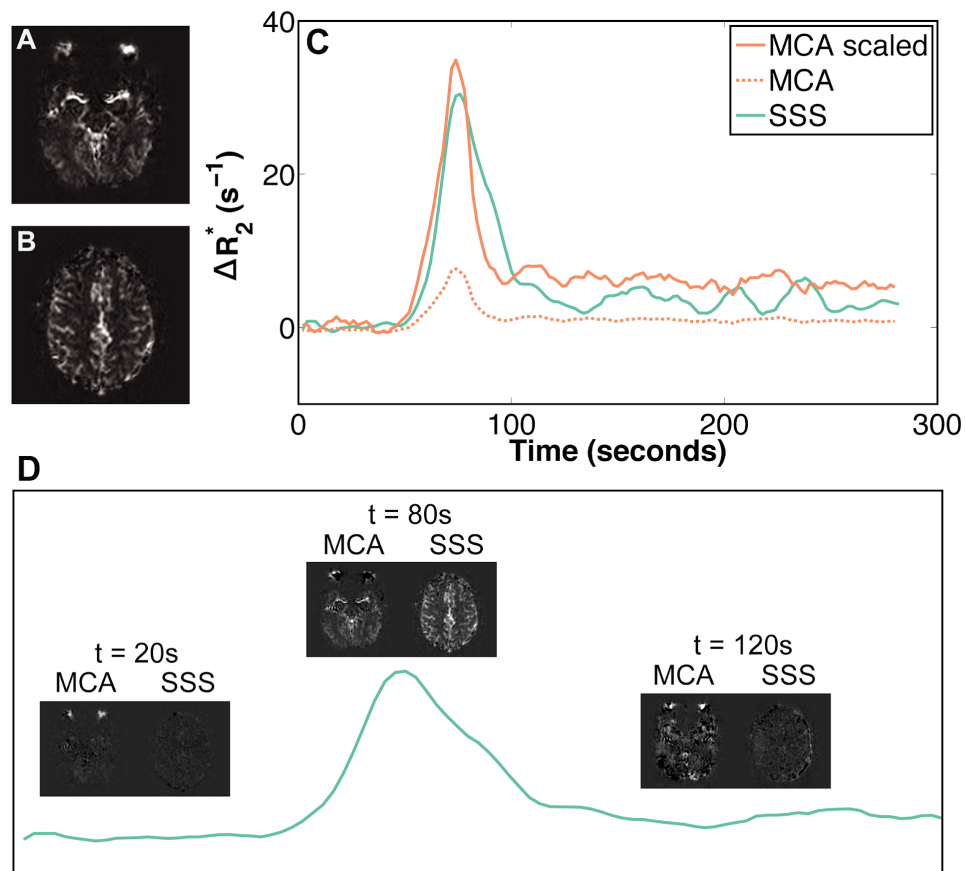 A
B
C
40
20
0
ΔR₂* (s⁻¹)
MCA scaled
MCA
SSS
0
100
200
300
Time (seconds)
D
t = 80s
MCA SSS
t = 20s
MCA SSS
t = 120s
MCA SSS